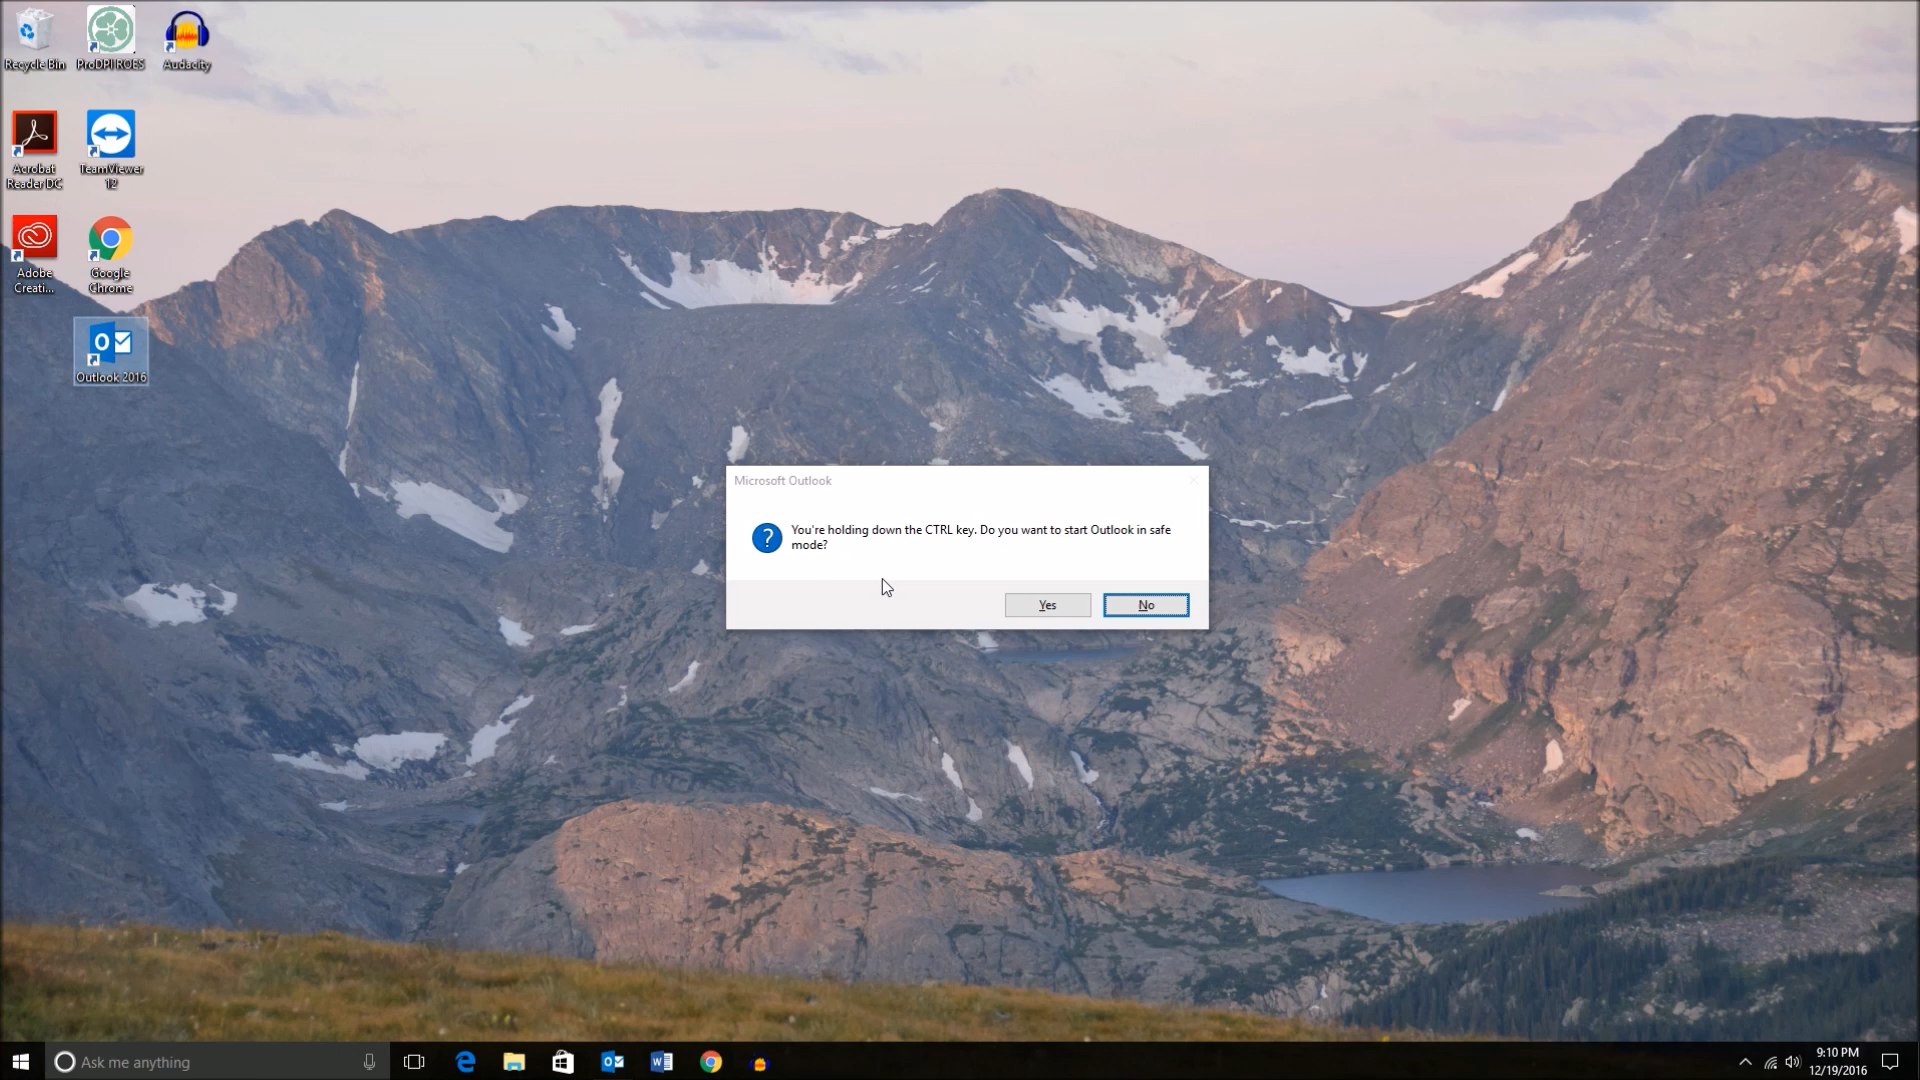 Recycle Bin
ProDPI ROES
Audacity
Acrobat
Reader DC
TeamViewer
12
Adobe
Creati...
Google
Chrome
Outlook 2016
Microsoft Outlook
You're holding down the CTRL key. Do you want to start Outlook in safe
mode?
Yes
No
Ask me anything
9:10 PM
12/19/2016